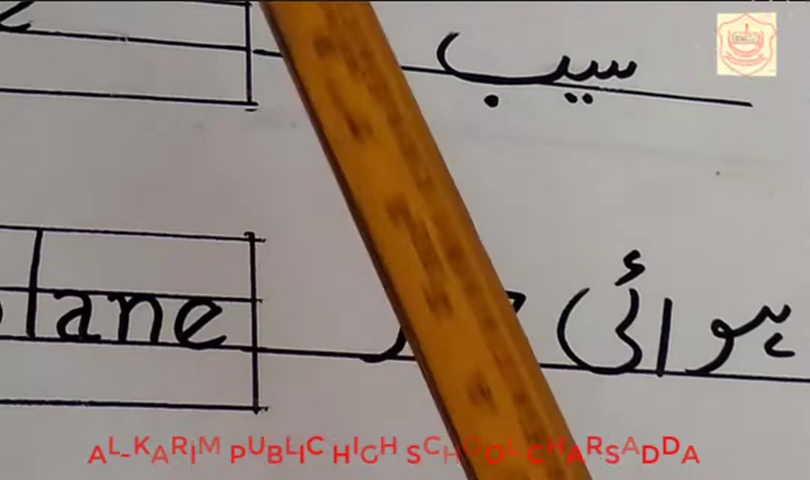 سیب
lane ہوائی
AL-KARIM PUBLIC HIGH SCHOOL CHARSADDA